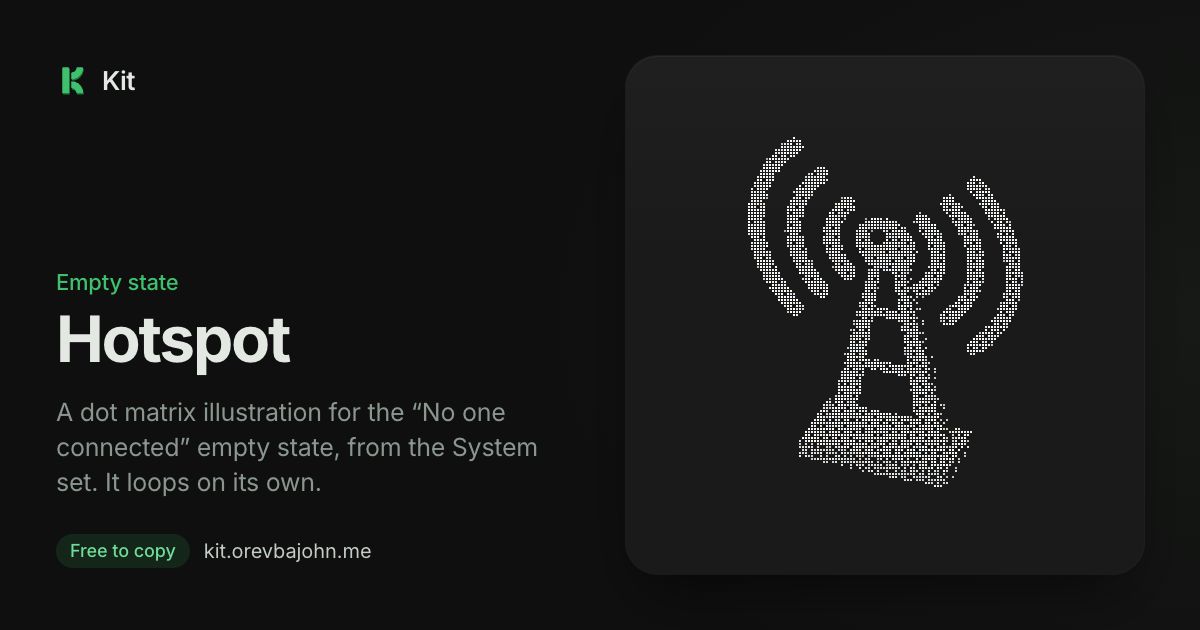 Kit
Empty state
Hotspot
A dot matrix illustration for the “No one
connected” empty state, from the System
set. It loops on its own.
Free to copy
kit.orevbajohn.me